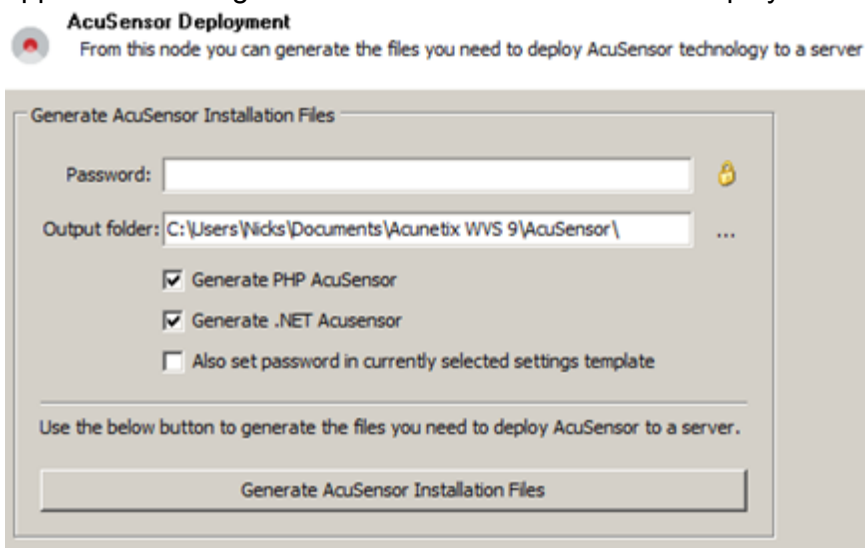 AcuSensor Deployment
From this node you can generate the files you need to deploy AcuSensor technology to a server
Generate AcuSensor Installation Files
Password:
Output folder: C:\Users\Nicks\Documents\Acunetix WVS 9\AcuSensor\ ...
Generate PHP AcuSensor
Generate .NET Acusensor
Also set password in currently selected settings template
Use the below button to generate the files you need to deploy AcuSensor to a server.
Generate AcuSensor Installation Files